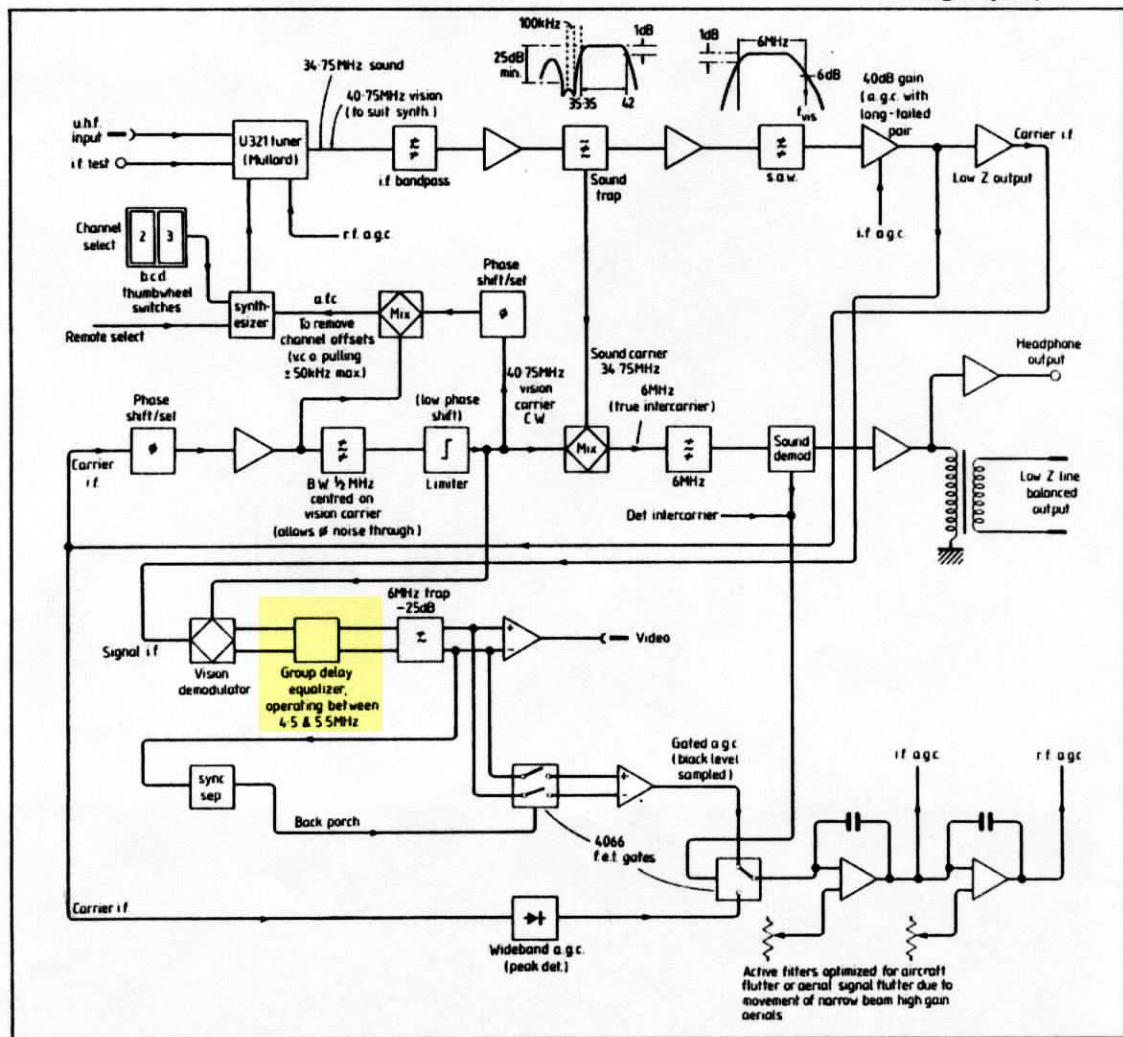 100kHz
1dB
25dB
min.
35·35
42
1dB
6MHz
-6dB
fvis
40dB gain
(a.g.c. with
long-tailed
pair)
34·75MHz sound
40·75MHz vision
(to suit synth.)
u.h.f.
input
i.f. test
U321 tuner
(Mullard)
i.f bandpass
Sound
trap
s.a.w.
Low Z output
Carrier i.f
i.f a.g.c.
r.f. a.g.c.
Channel
select
2 3
b.c.d.
thumbwheel
switches
Remote select
synth-
esizer
a.f.c
To remove
channel offsets
(v.c.o pulling
±50kHz max.)
Mix
Phase
shift/set
ø
Phase
shift/set
ø
Carrier
i.f.
B.W. ½ MHz
centred on
vision carrier
(allows ø noise through)
(low phase
shift)
Limiter
40·75MHz
vision
carrier
C.W.
Sound carrier
34·75MHz
6MHz
(true intercarrier)
Mix
6MHz
Sound
demod
Det intercarrier
Headphone
output
Low Z line
balanced
output
Signal i.f
Vision
demodulator
Group delay
equalizer,
operating between
4·5 & 5·5MHz
6MHz trap
-25dB
+
-
Video
sync
sep
Back porch
4066
f.e.t. gates
+
-
Gated a.g.c
(black level
sampled)
i.f a.g.c
r.f. a.g.c
Carrier i.f
Wideband a.g.c.
(peak det.)
Active filters optimized for aircraft
flutter or aerial signal flutter due to
movement of narrow beam high gain
aerials